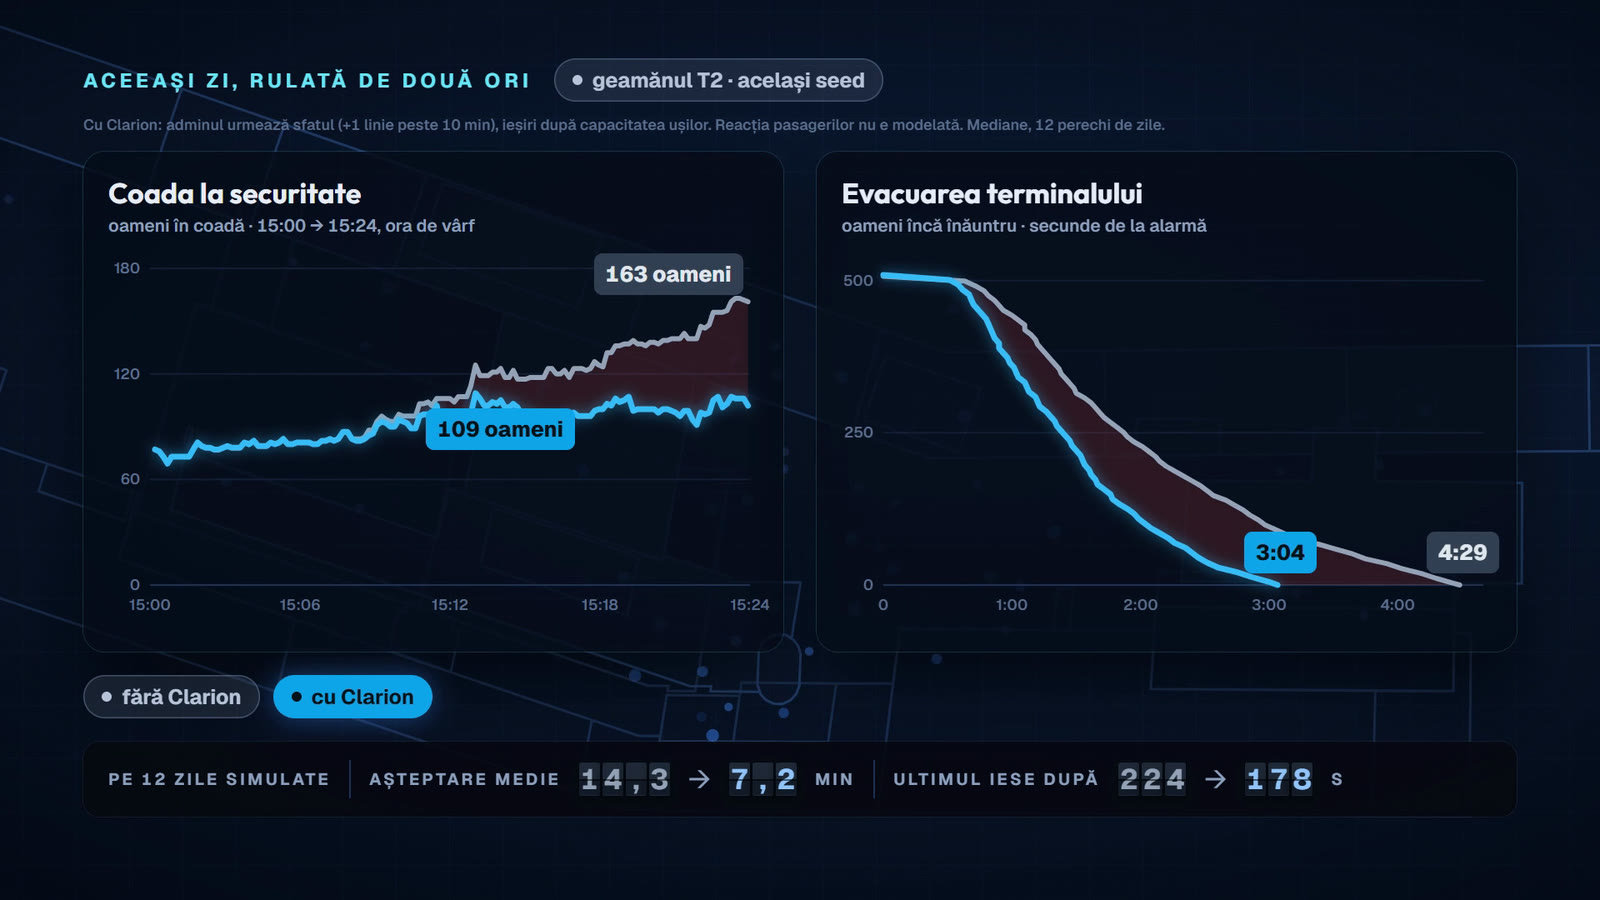 ACEEAȘI ZI, RULATĂ DE DOUĂ ORI
geamănul T2 · același seed
Cu Clarion: adminul urmează sfatul (+1 linie peste 10 min), ieșiri după capacitatea ușilor. Reacția pasagerilor nu e modelată. Mediane, 12 perechi de zile.
Coada la securitate
oameni în coadă · 15:00 → 15:24, ora de vârf
180
120
60
0
163 oameni
109 oameni
15:00 15:06 15:12 15:18 15:24
Evacuarea terminalului
oameni încă înăuntru · secunde de la alarmă
500
250
0
3:04
4:29
0 1:00 2:00 3:00 4:00
fără Clarion
cu Clarion
PE 12 ZILE SIMULATE AȘTEPTARE MEDIE 14,3 → 7,2 MIN ULTIMUL IESE DUPĂ 224 → 178 S